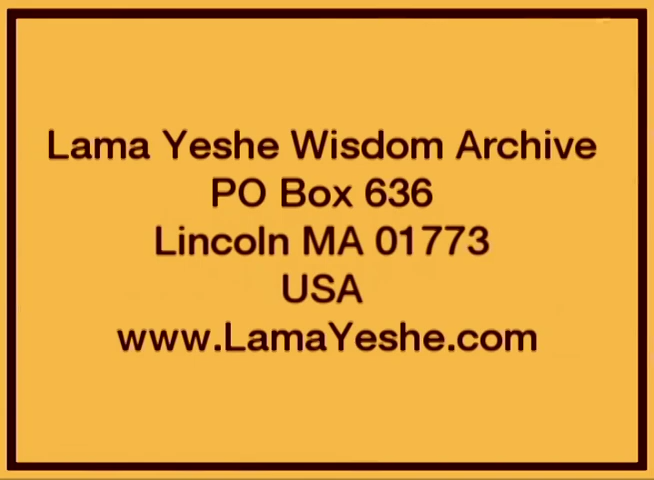 Lama Yeshe Wisdom Archive
PO Box 636
Lincoln MA 01773
USA
www.LamaYeshe.com